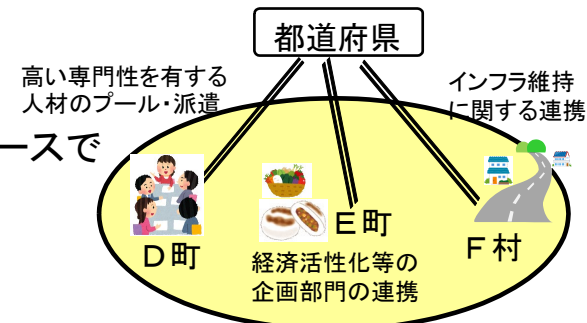 都道府県
高い専門性を有する
人材のプール・派遣
インフラ維持
に関する連携
ースで
D町
E町
F村
経済活性化等の
企画部門の連携